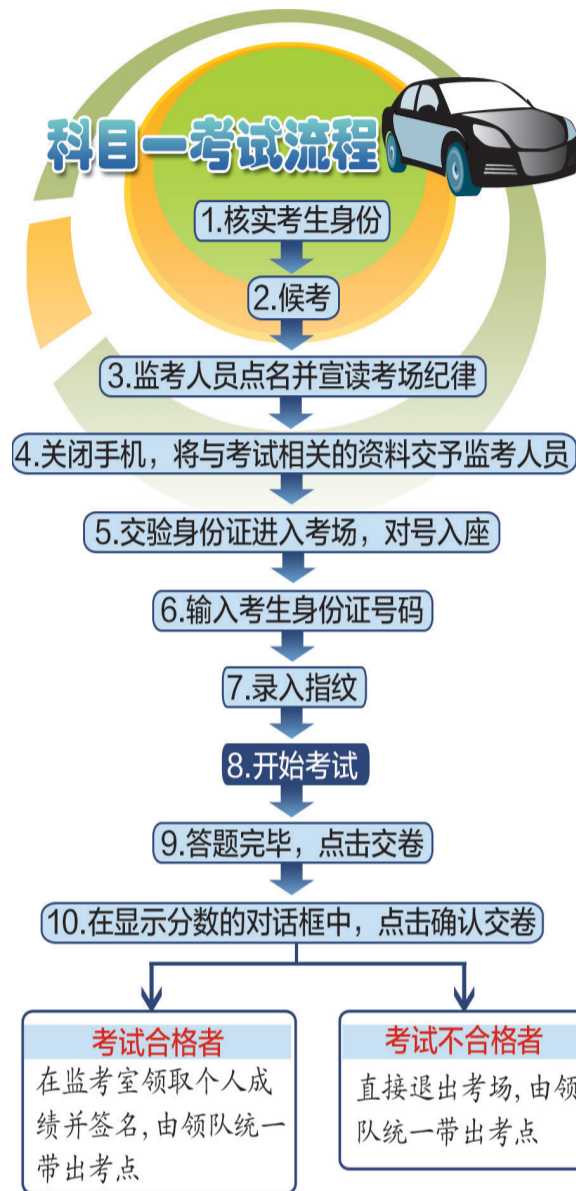 科目一考试流程
1.核实考生身份
2.候考
3.监考人员点名并宣读考场纪律
4.关闭手机，将与考试相关的资料交予监考人员
5.交验身份证进入考场，对号入座
6.输入考生身份证号码
7.录入指纹
8.开始考试
9.答题完毕，点击交卷
10.在显示分数的对话框中，点击确认交卷
考试合格者
在监考室领取个人成
绩并签名,由领队统一
带出考点
考试不合格者
直接退出考场,由领
队统一带出考点